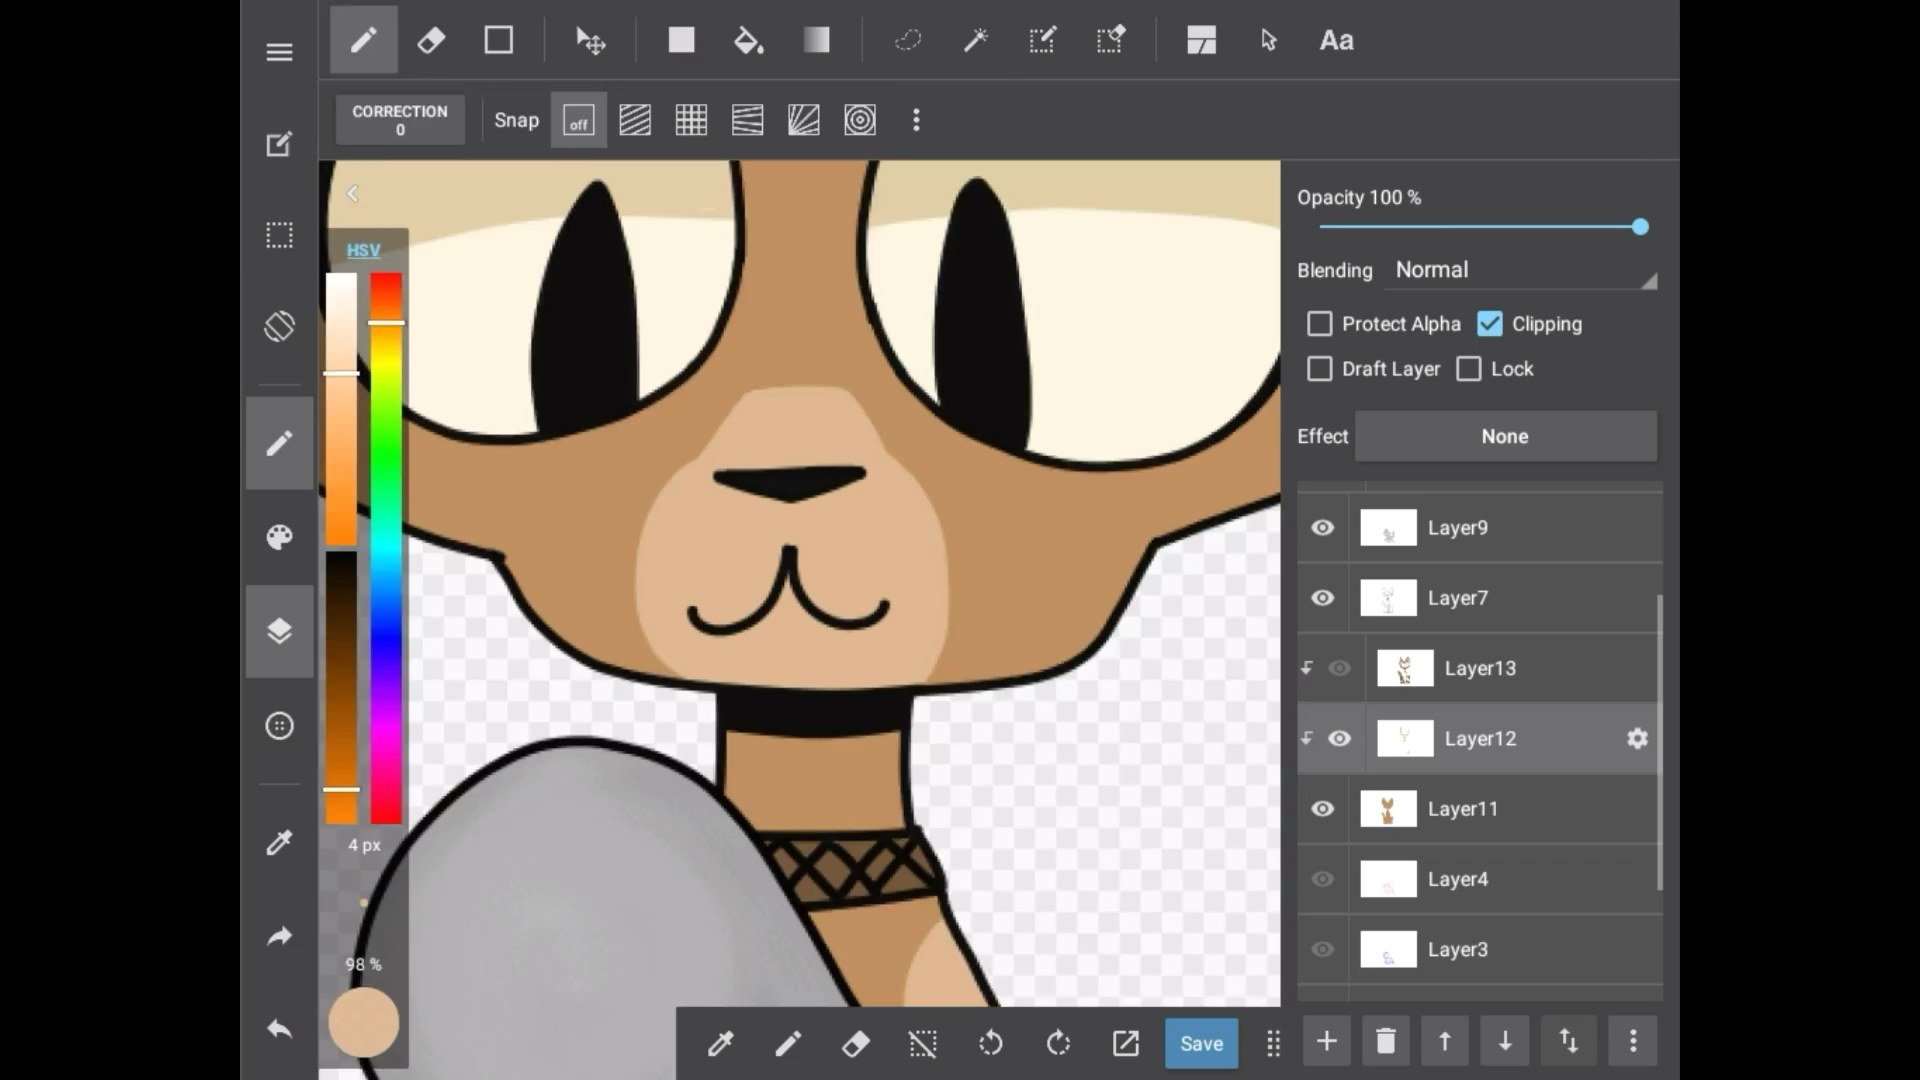 Aa
CORRECTION
0
Snap
off
HSV
4 px
98 %
Opacity 100 %
Blending Normal
Protect Alpha Clipping
Draft Layer Lock
Effect None
Layer9
Layer7
Layer13
Layer12
Layer11
Layer4
Layer3
Save